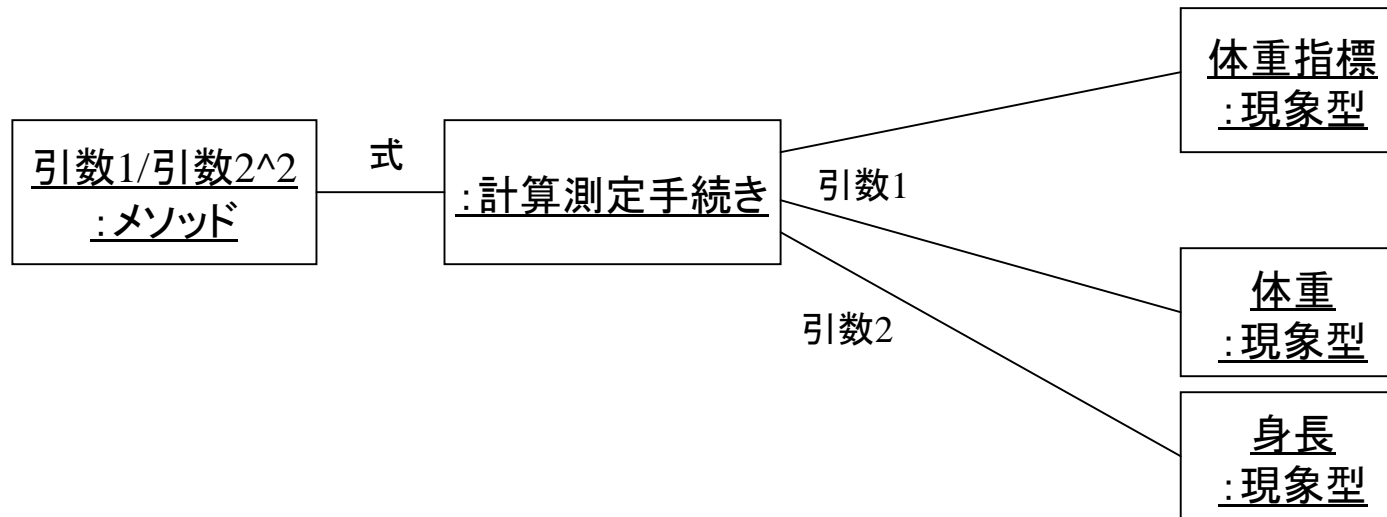 引数1/引数2^2
:メソッド
式
:計算測定手続き
体重指標
:現象型
引数1
体重
:現象型
引数2
身長
:現象型